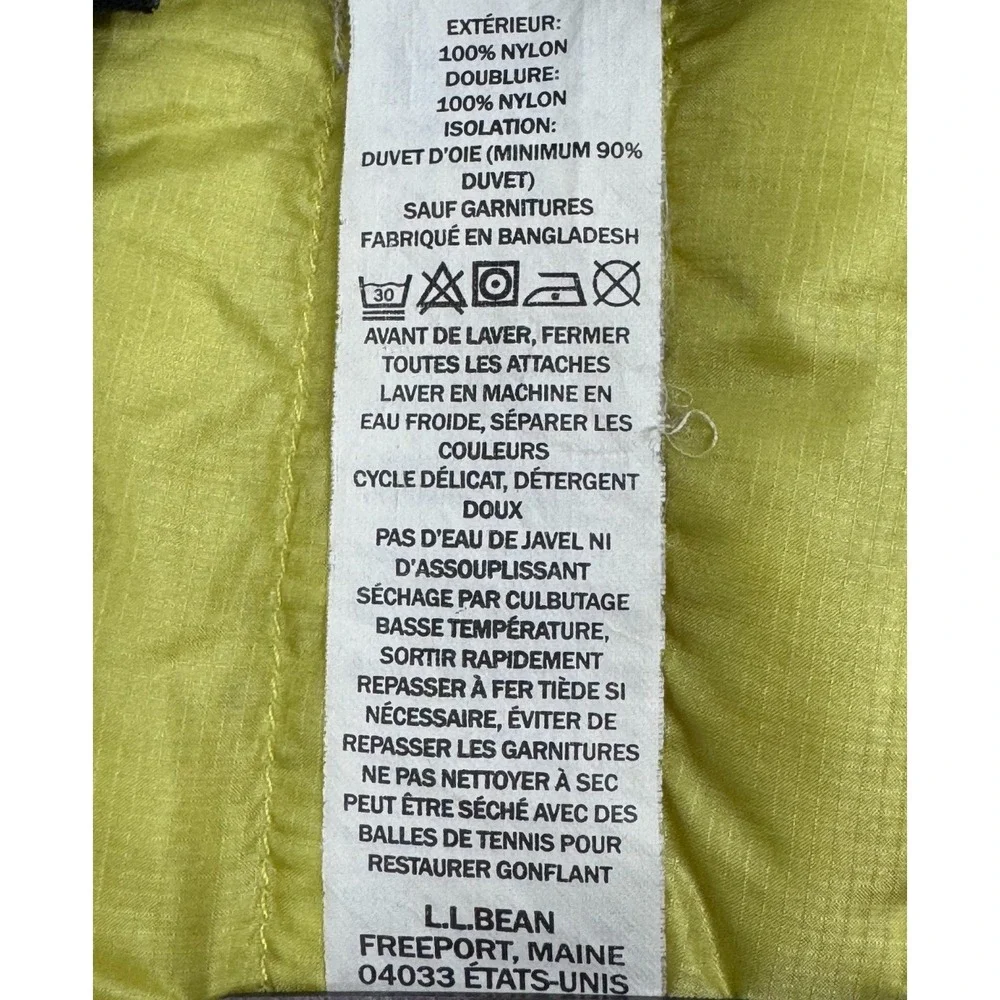 EXTÉRIEUR:
100% NYLON
DOUBLURE:
100% NYLON
ISOLATION:
DUVET D'OIE (MINIMUM 90%
DUVET)
SAUF GARNITURES
FABRIQUÉ EN BANGLADESH
30
AVANT DE LAVER, FERMER
TOUTES LES ATTACHES
LAVER EN MACHINE EN
EAU FROIDE, SÉPARER LES
COULEURS
CYCLE DÉLICAT, DÉTERGENT
DOUX
PAS D'EAU DE JAVEL NI
D'ASSOUPLISSANT
SÉCHAGE PAR CULBUTAGE
BASSE TEMPÉRATURE,
SORTIR RAPIDEMENT
REPASSER À FER TIÈDE SI
NÉCESSAIRE, ÉVITER DE
REPASSER LES GARNITURES
NE PAS NETTOYER À SEC
PEUT ÊTRE SÉCHÉ AVEC DES
BALLES DE TENNIS POUR
RESTAURER GONFLANT
L.L.BEAN
FREEPORT, MAINE
04033 ÉTATS-UNIS